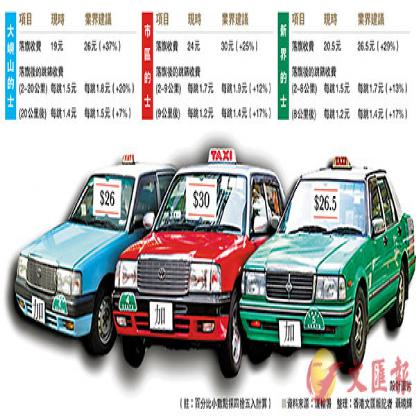 大嶼山的士
項目 現時 業界建議
落旗收費 19元 26元(+37%)
落旗後的跳錶收費
(2-20公里) 每跳1.5元 每跳1.8元(+20%)
(20公里後) 每跳1.4元 每跳1.5元(+7%)
市區的士
項目 現時 業界建議
落旗收費 24元 30元(+25%)
落旗後的跳錶收費
(2-9公里) 每跳1.7元 每跳1.9元(+12%)
(9公里後) 每跳1.2元 每跳1.4元(+17%)
新界的士
項目 現時 業界建議
落旗收費 20.5元 26.5元(+29%)
落旗後的跳錶收費
(2-8公里) 每跳1.5元 每跳1.7元(+13%)
(8公里後) 每跳1.2元 每跳1.4元(+17%)
TAXI
TAXI
TAXI
$26
$30
$26.5
加
加
加
文匯報
設計圖片
(註：百分比小數點採四捨五入計算)
■資料來源：運輸署 整理：香港文匯報記者